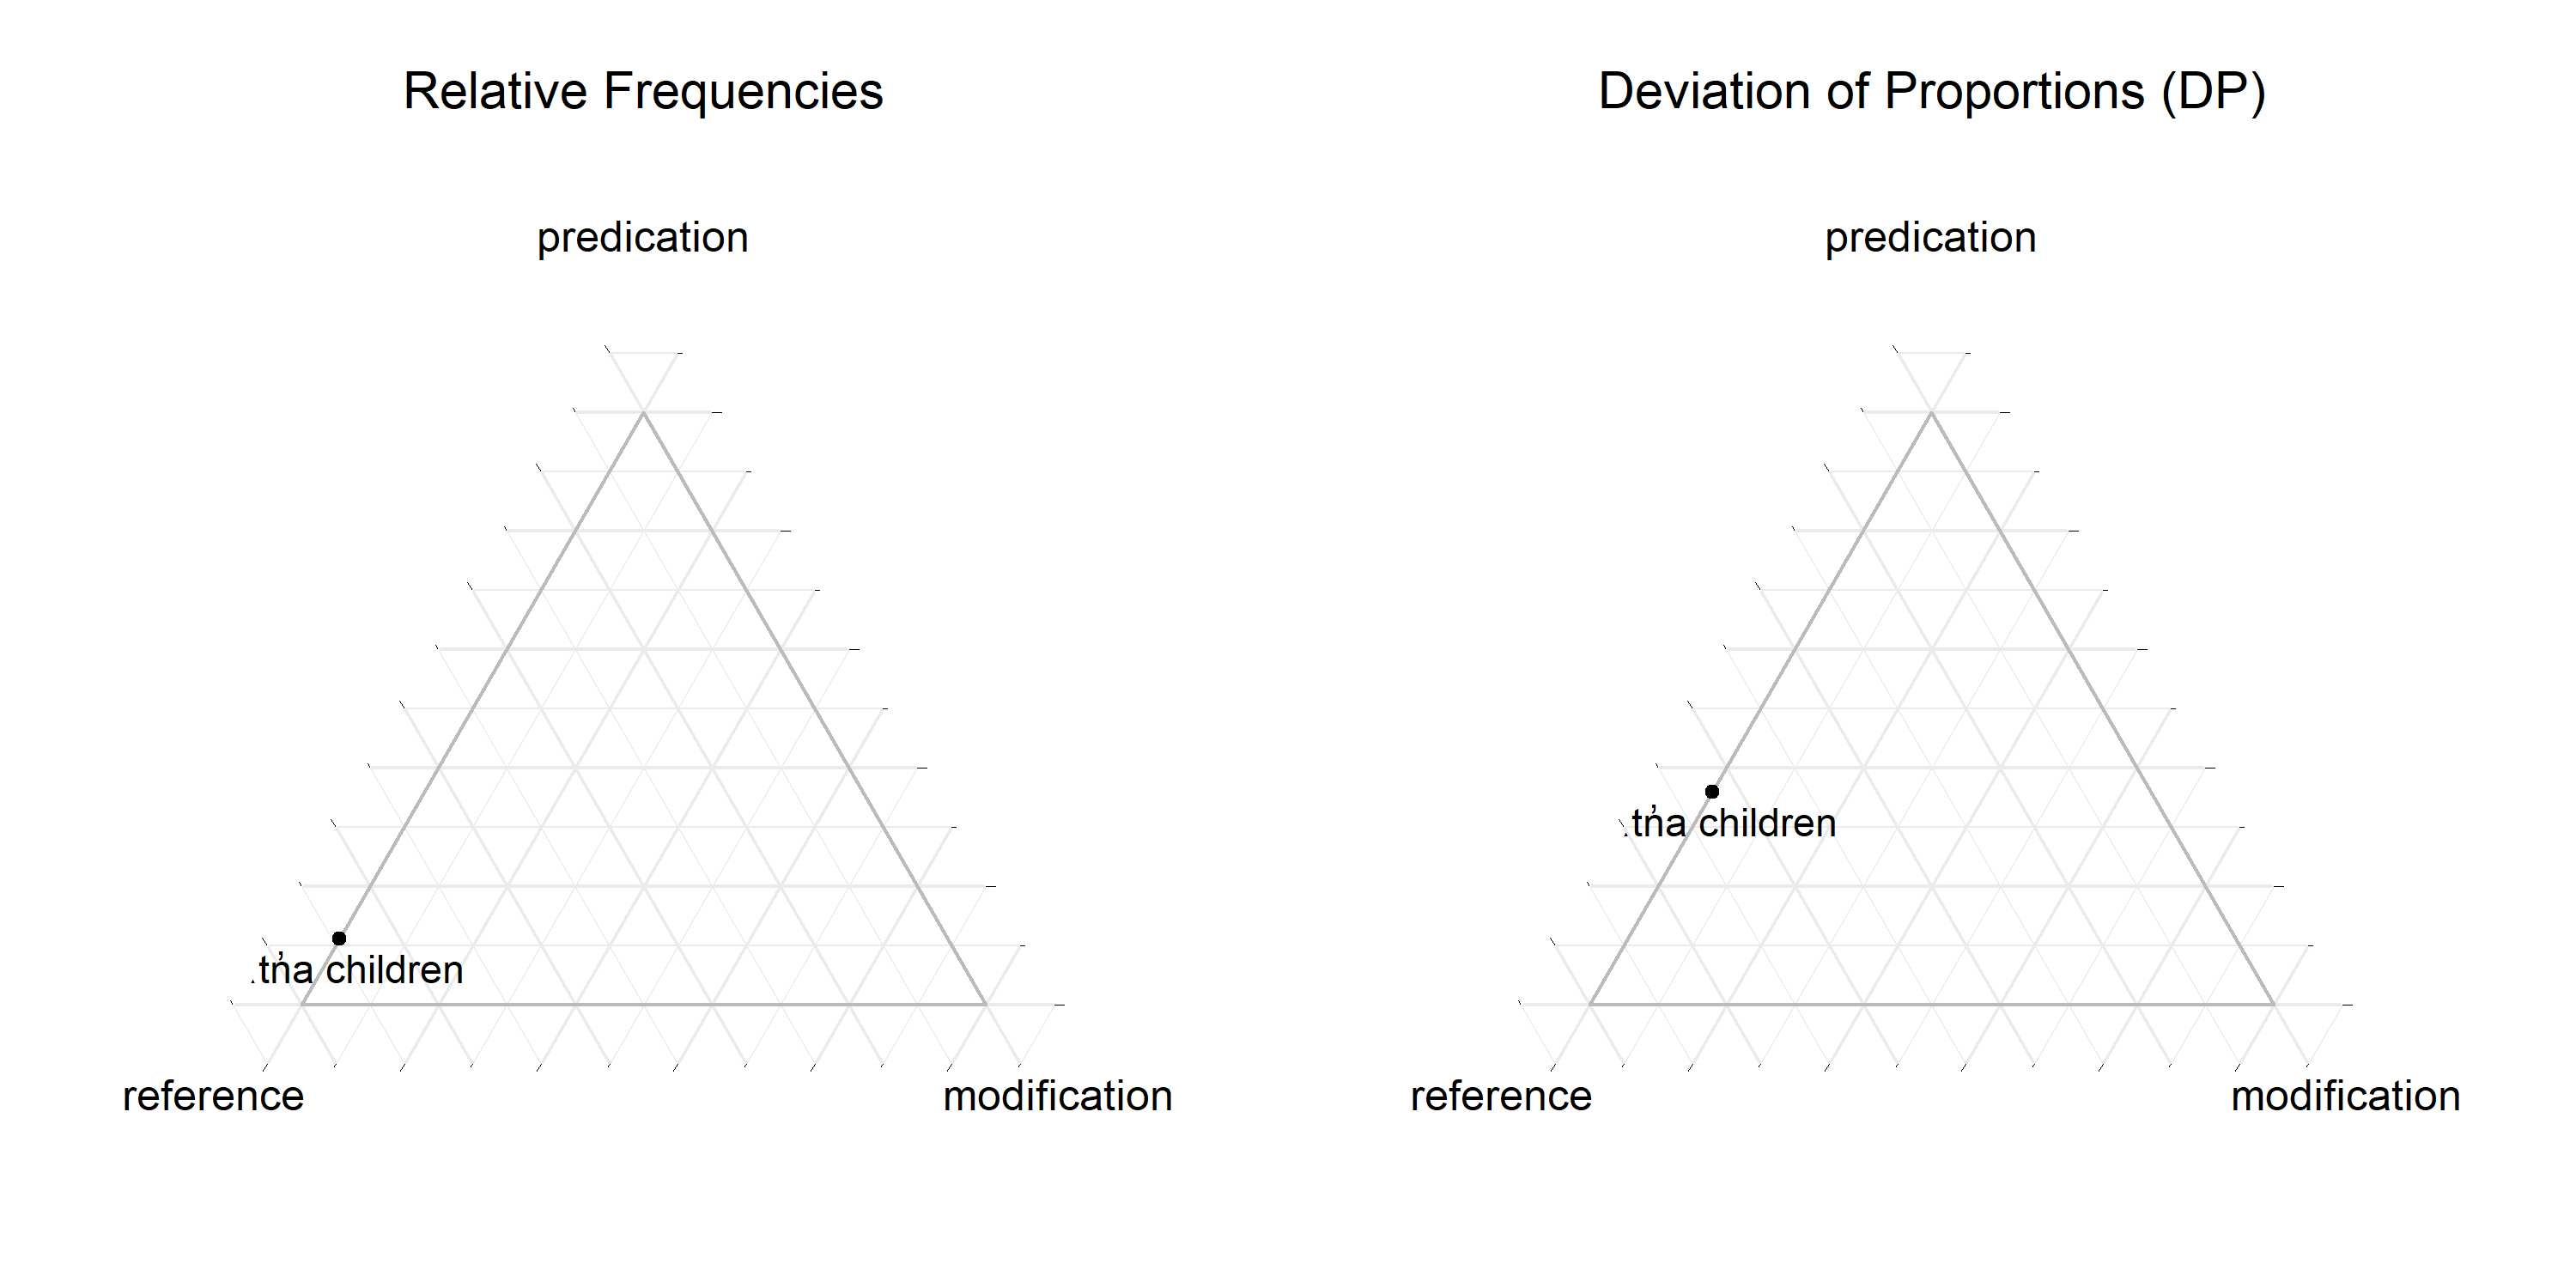 Relative Frequencies
predication
.tn̓a children
reference
modification
Deviation of Proportions (DP)
predication
.tn̓a children
reference
modification